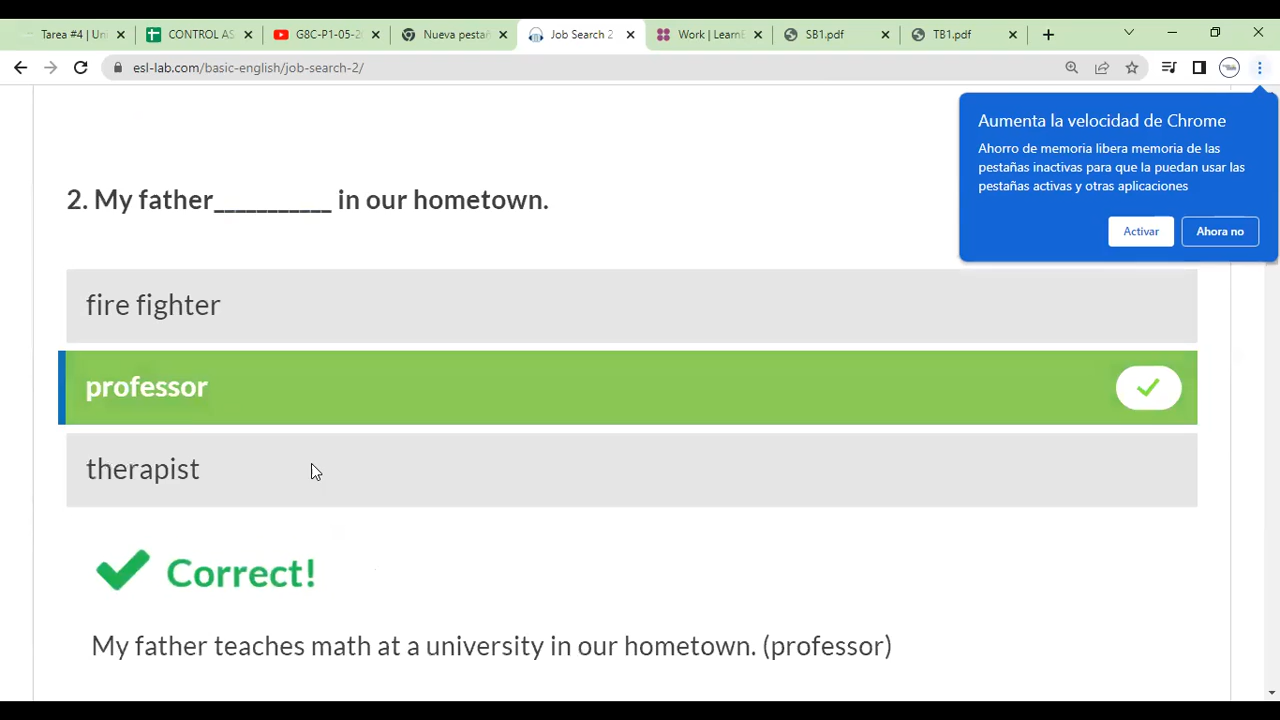 Tarea #4 | Un
CONTROL AS
G8C-P1-05-2
Nueva pestañ
Job Search 2
Work | LearnE
SB1.pdf
TB1.pdf
esl-lab.com/basic-english/job-search-2/
Aumenta la velocidad de Chrome
Ahorro de memoria libera memoria de las
pestañas inactivas para que la puedan usar las
pestañas activas y otras aplicaciones
Activar
Ahora no
2. My father___________ in our hometown.
fire fighter
professor
therapist
Correct!
My father teaches math at a university in our hometown. (professor)